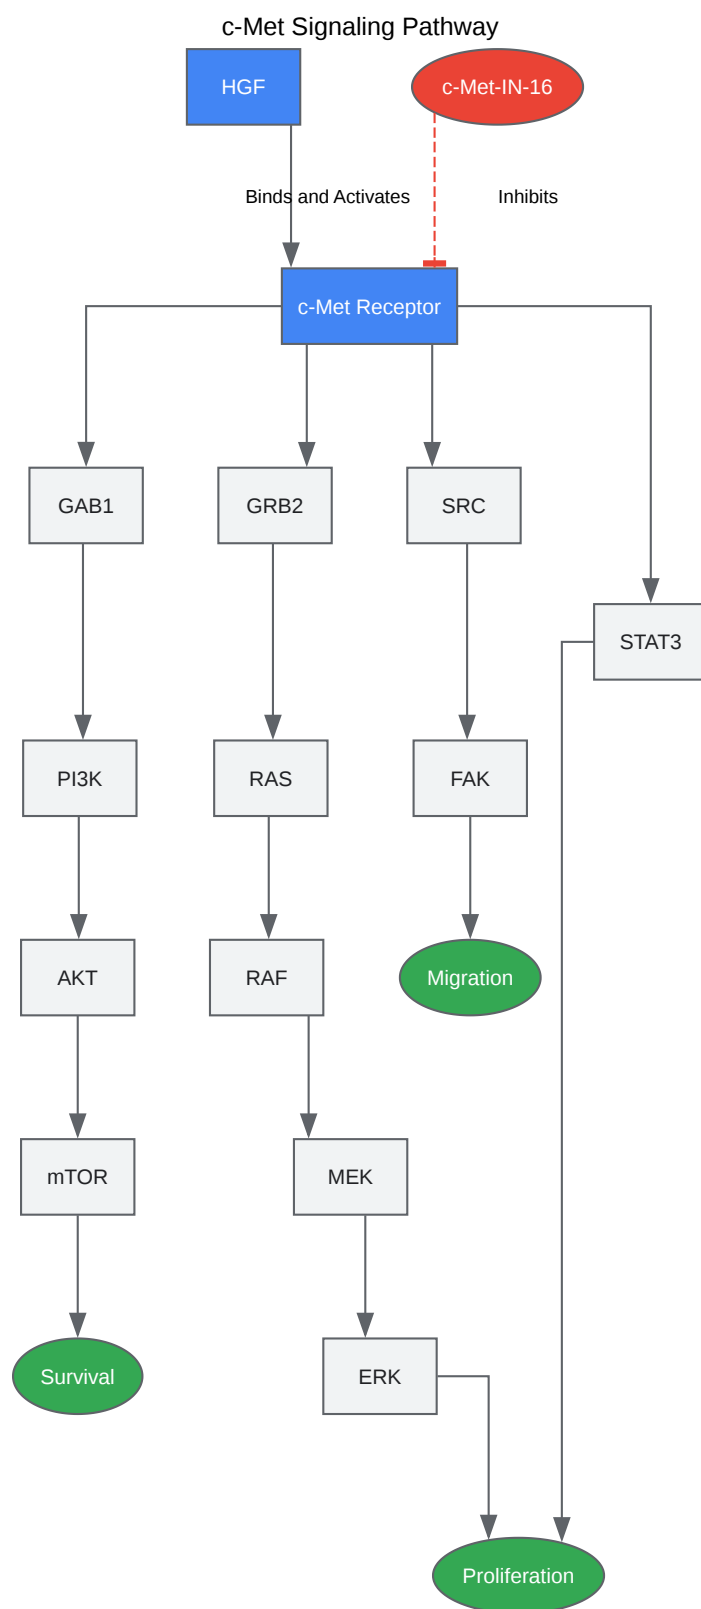 c-Met Signaling Pathway
HGF
c-Met-IN-16
Binds and Activates
Inhibits
c-Met Receptor
GAB1
GRB2
SRC
STAT3
PI3K
RAS
FAK
AKT
RAF
Migration
mTOR
MEK
Survival
ERK
Proliferation